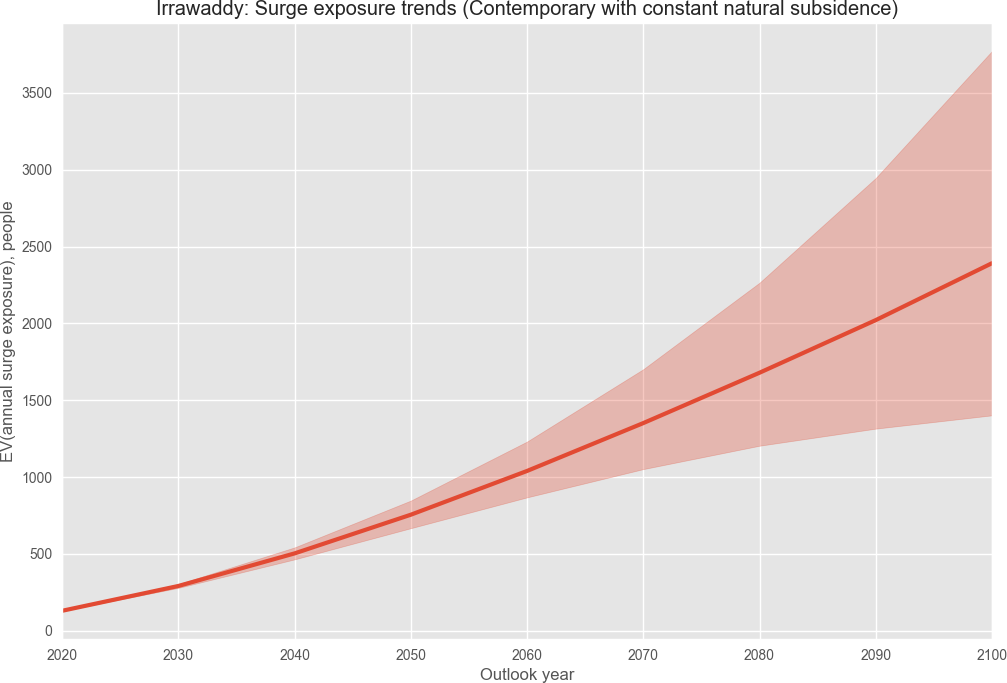 Irrawaddy: Surge exposure trends (Contemporary with constant natural subsidence)
EV(annual surge exposure), people
3500
3000
2500
2000
1500
1000
500
0
2020 2030 2040 2050 2060 2070 2080 2090 2100
Outlook year